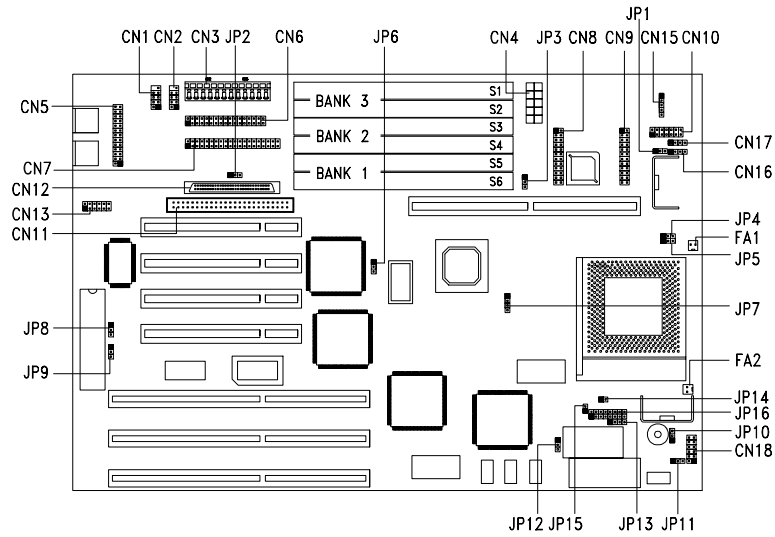 JP1
CN1 CN2 CN3 JP2 CN6 JP6 CN4 JP3 CN8 CN9 CN15 CN10
CN5
BANK 3
S1
S2
BANK 2
S3
S4
BANK 1
S5
S6
CN17
CN16
CN7
CN12
CN13
CN11
JP4
FA1
JP5
JP7
JP8
JP9
FA2
JP14
JP16
JP10
CN18
JP12 JP15 JP13 JP11